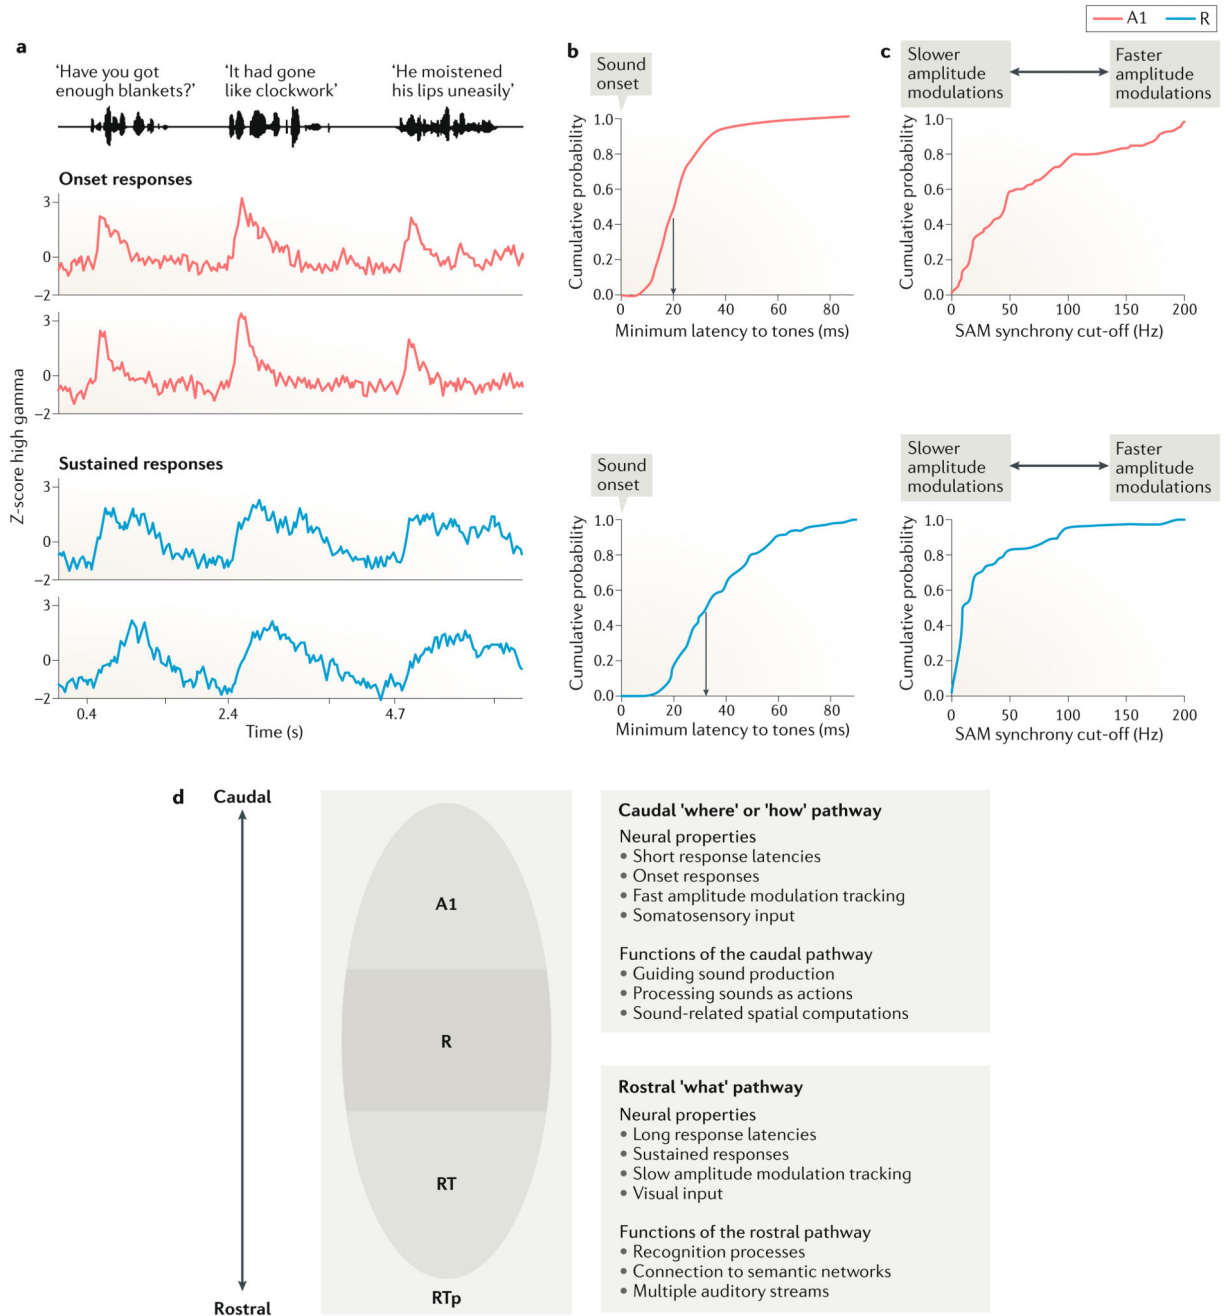 A1 R
a
'Have you got
enough blankets?'
'It had gone
like clockwork'
'He moistened
his lips uneasily'
Onset responses
3
0
−2
3
0
−2
Z-score high gamma
Sustained responses
3
0
−2
3
0
−2
0.4 2.4 4.7
Time (s)
b
Sound
onset
Cumulative probability
1.0
0.8
0.6
0.4
0.2
0.0
0 20 40 60 80
Minimum latency to tones (ms)
Sound
onset
Cumulative probability
1.0
0.8
0.6
0.4
0.2
0.0
0 20 40 60 80
Minimum latency to tones (ms)
c
Slower
amplitude
modulations
Faster
amplitude
modulations
Cumulative probability
1.0
0.8
0.6
0.4
0.2
0.0
0 50 100 150 200
SAM synchrony cut-off (Hz)
Slower
amplitude
modulations
Faster
amplitude
modulations
Cumulative probability
1.0
0.8
0.6
0.4
0.2
0.0
0 50 100 150 200
SAM synchrony cut-off (Hz)
d
Caudal
Rostral
A1
R
RT
RTp
Caudal 'where' or 'how' pathway
Neural properties
• Short response latencies
• Onset responses
• Fast amplitude modulation tracking
• Somatosensory input
Functions of the caudal pathway
• Guiding sound production
• Processing sounds as actions
• Sound-related spatial computations
Rostral 'what' pathway
Neural properties
• Long response latencies
• Sustained responses
• Slow amplitude modulation tracking
• Visual input
Functions of the rostral pathway
• Recognition processes
• Connection to semantic networks
• Multiple auditory streams